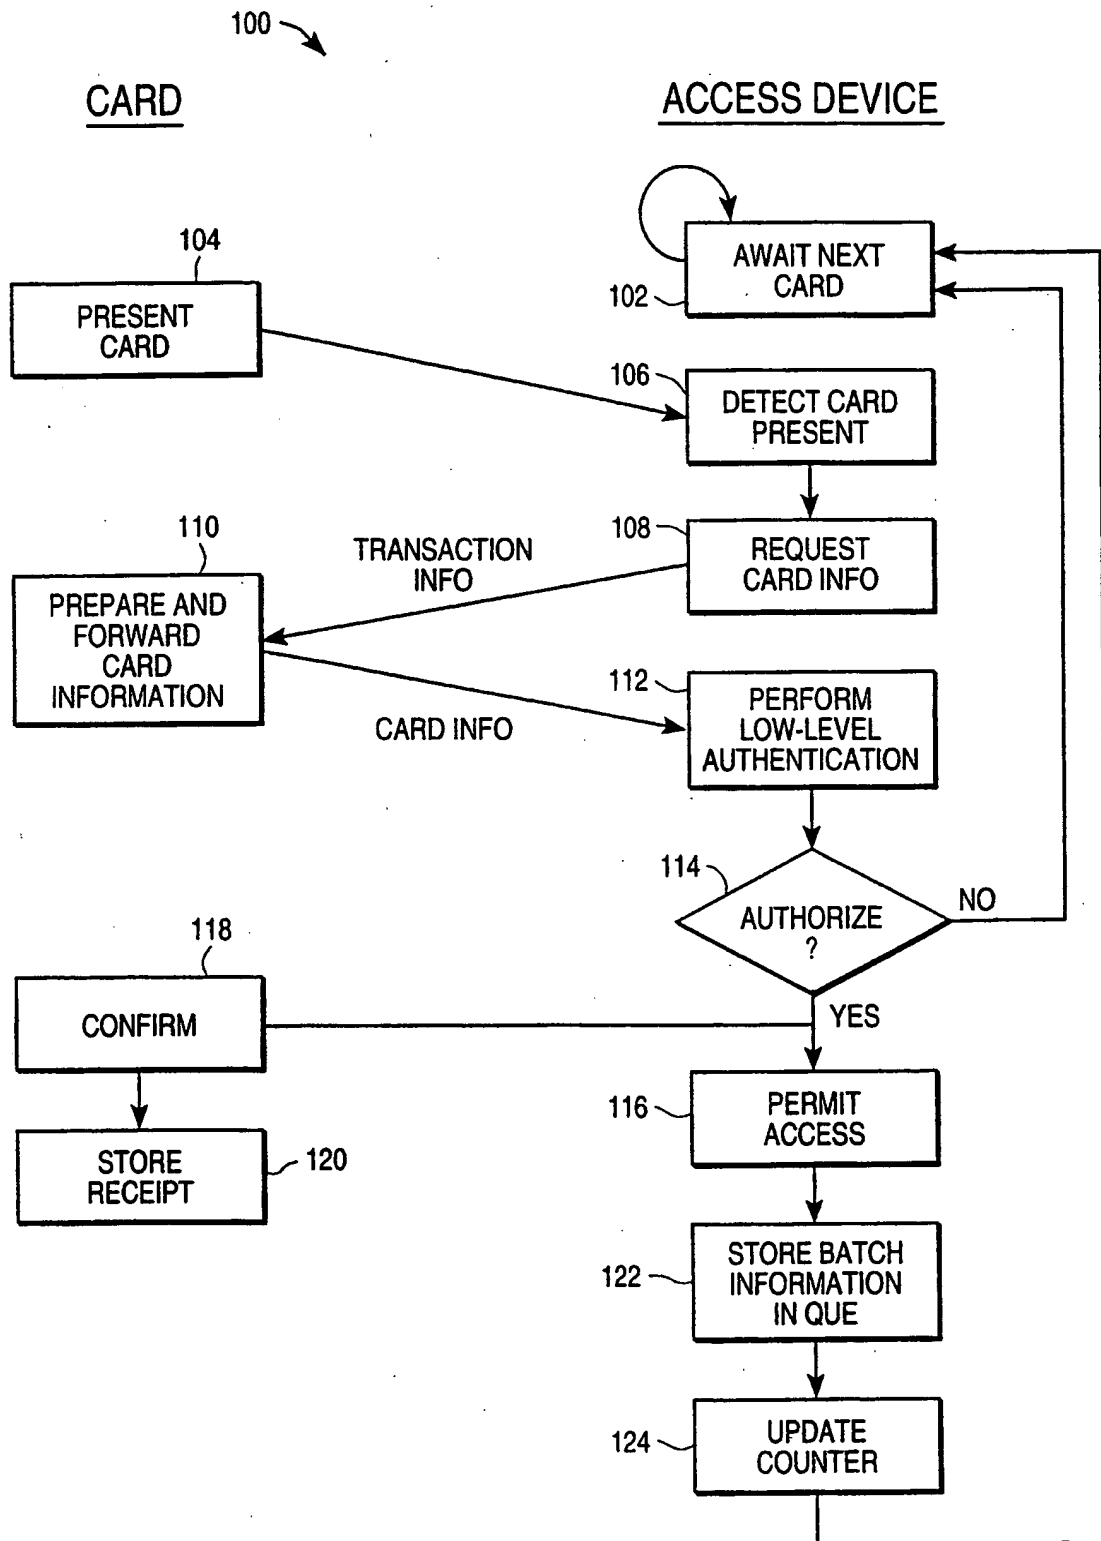 100
CARD
ACCESS DEVICE
104
PRESENT
CARD
AWAIT NEXT
CARD
102
106
DETECT CARD
PRESENT
110
PREPARE AND
FORWARD
CARD
INFORMATION
TRANSACTION
INFO
108
REQUEST
CARD INFO
CARD INFO
112
PERFORM
LOW-LEVEL
AUTHENTICATION
114
AUTHORIZE
?
NO
YES
118
CONFIRM
116
PERMIT
ACCESS
STORE
RECEIPT
120
122
STORE BATCH
INFORMATION
IN QUE
124
UPDATE
COUNTER